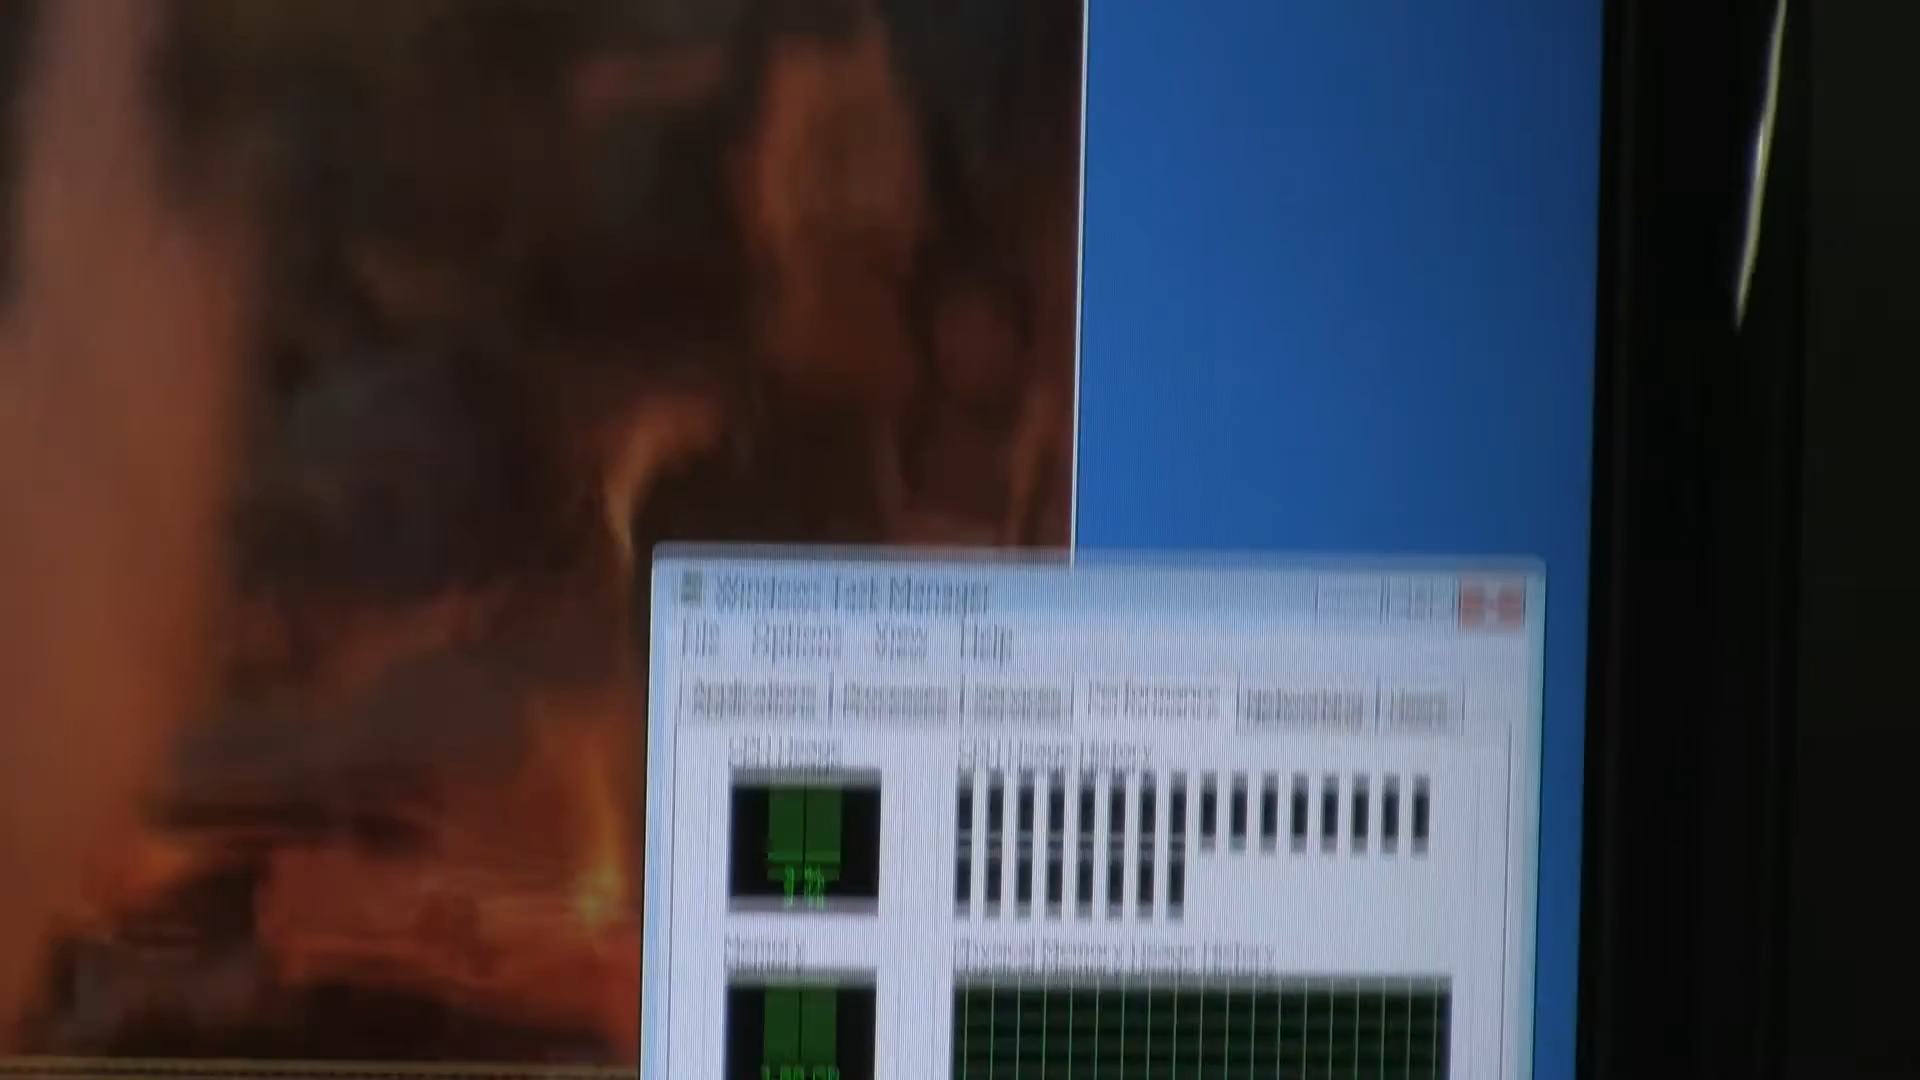 Windows Task Manager
File Options View Help
Applications Processes Services Performance Networking Users
CPU Usage CPU Usage History
Memory Physical Memory Usage History